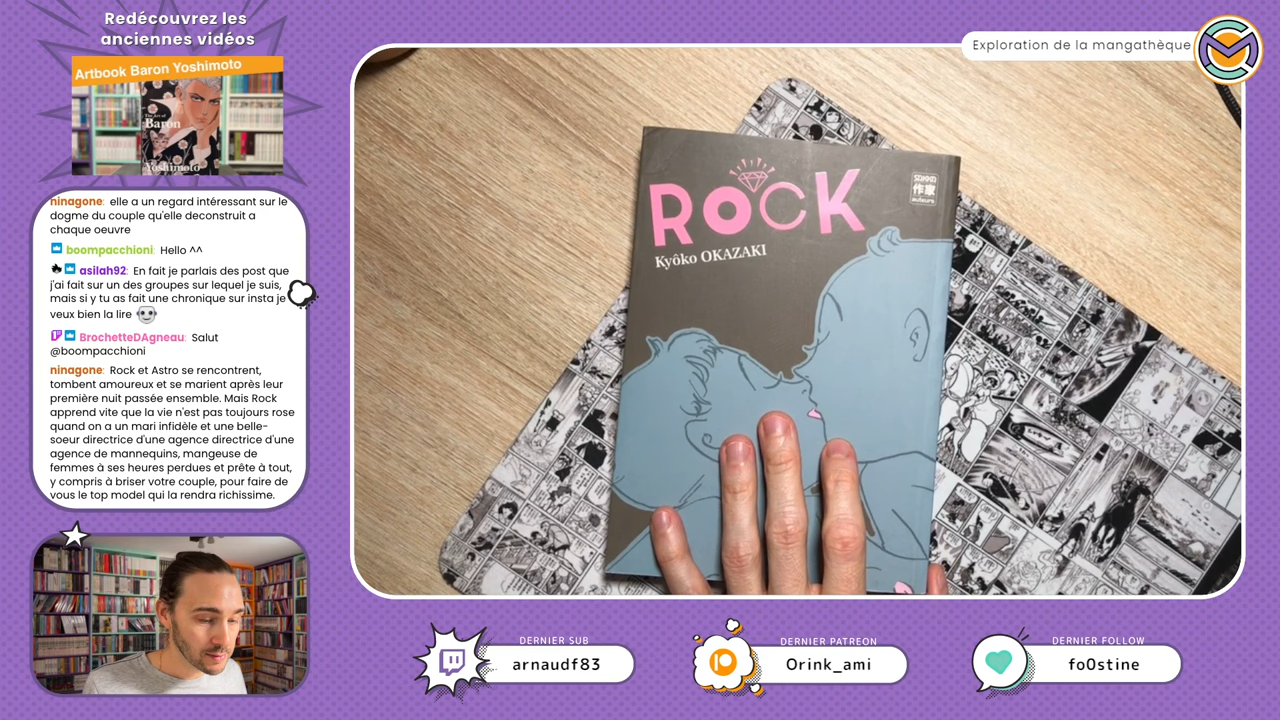 Redécouvrez les
anciennes vidéos
Artbook Baron Yoshimoto
The Art of
Baron
Yoshimoto
ninagone: elle a un regard intéressant sur le
dogme du couple qu'elle deconstruit a
chaque oeuvre
boompacchioni: Hello ^^
asilah92: En fait je parlais des post que
j'ai fait sur un des groupes sur lequel je suis,
mais si y tu as fait une chronique sur insta je
veux bien la lire
BrochetteDAgneau: Salut
@boompacchioni
ninagone: Rock et Astro se rencontrent,
tombent amoureux et se marient après leur
première nuit passée ensemble. Mais Rock
apprend vite que la vie n'est pas toujours rose
quand on a un mari infidèle et une belle-
soeur directrice d'une agence directrice d'une
agence de mannequins, mangeuse de
femmes à ses heures perdues et prête à tout,
y compris à briser votre couple, pour faire de
vous le top model qui la rendra richissime.
Exploration de la mangathèque
ROCK
Kyôko OKAZAKI
SAKKA
作家
auteurs
DERNIER SUB
arnaudf83
DERNIER PATREON
Orink_ami
DERNIER FOLLOW
fo0stine